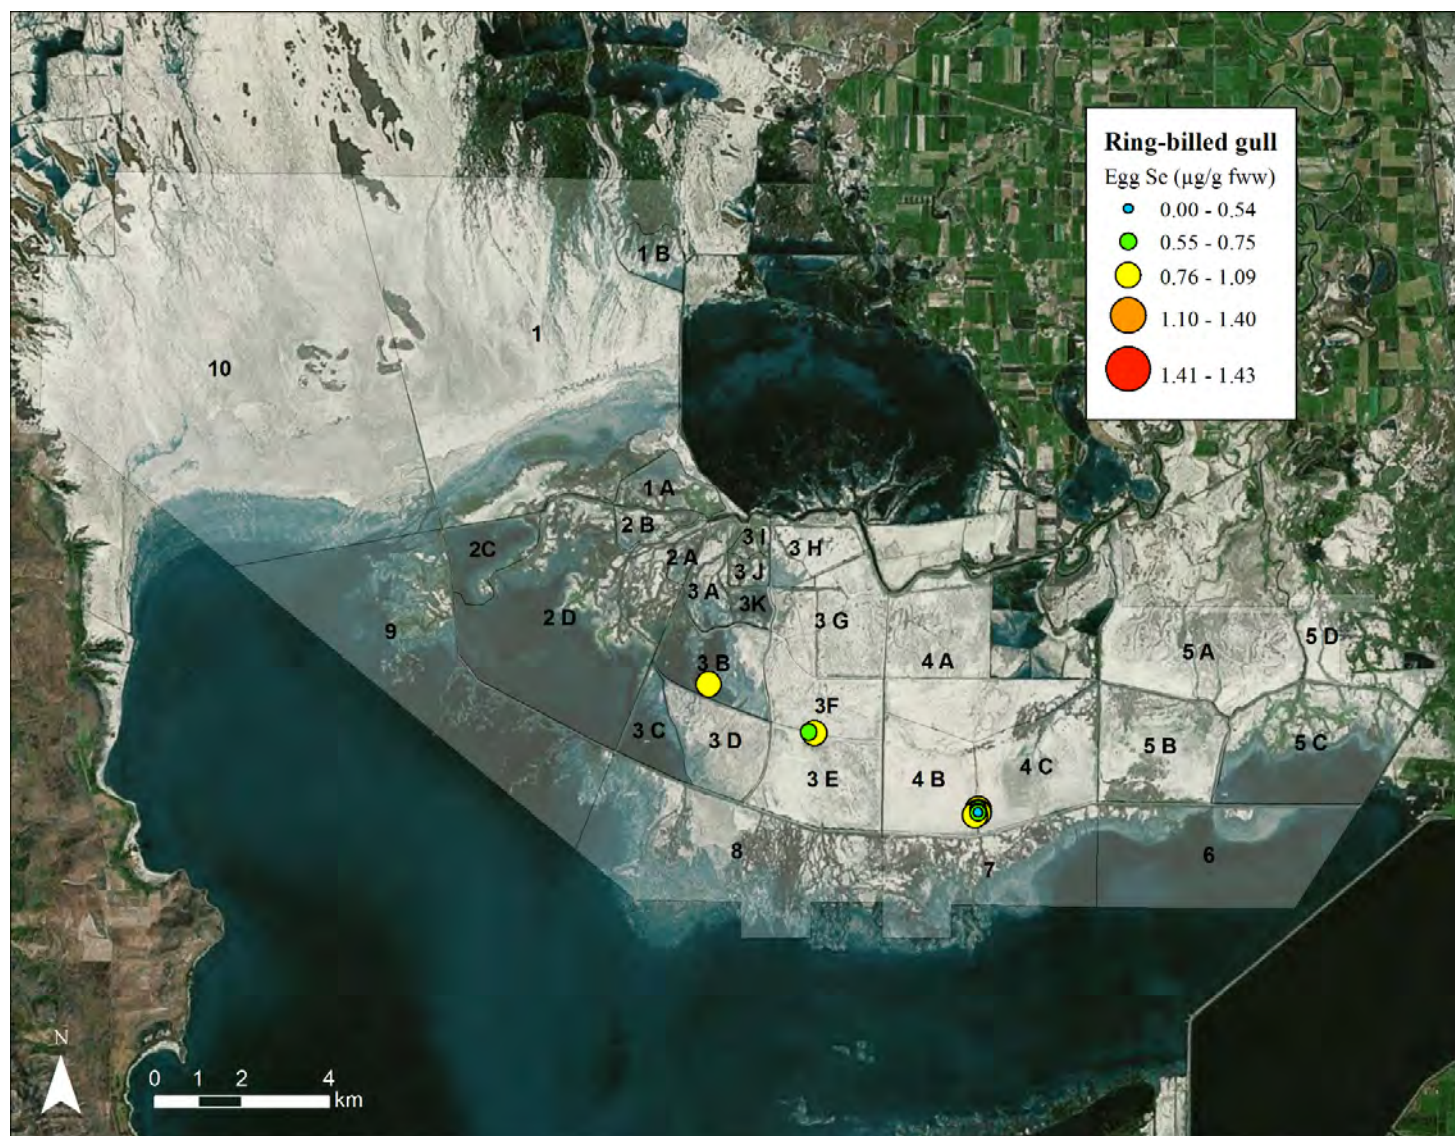 Ring-billed gull
Egg Se (µg/g fww)
0.00 - 0.54
0.55 - 0.75
0.76 - 1.09
1.10 - 1.40
1.41 - 1.43
1 B
1
10
1 A
2 B
2C
3 I
3 H
2 A
3 J
3 A
3K
9
2 D
3 G
5 D
5 A
4 A
3 B
3F
3 C
3 D
5 B
5 C
4 C
3 E
4 B
8
7
6
N
0 1 2 4
km